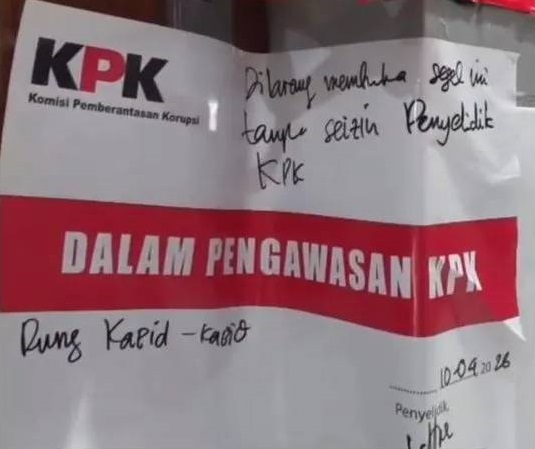 KPK
Komisi Pemberantasan Korupsi
Dilarang membuka segel ini
tanpa seizin Penyelidik
KPK
DALAM PENGAWASAN KPK
Rung Kabid - Kabid
10-04 2026
Penyelidik,